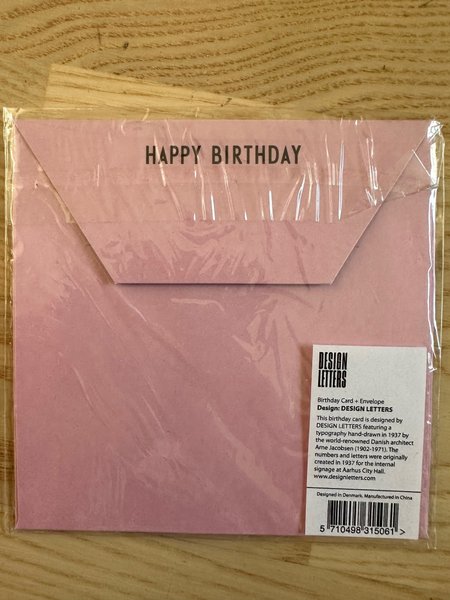 HAPPY BIRTHDAY
DESIGN
LETTERS
Birthday Card + Envelope
Design: DESIGN LETTERS
This birthday card is designed by
DESIGN LETTERS featuring a
typography hand-drawn in 1937 by
the world-renowned Danish architect
Arne Jacobsen (1902-1971). The
numbers and letters were originally
created in 1937 for the internal
signage at Aarhus City Hall.
www.designletters.com
Designed in Denmark. Manufactured in China
5 710498 315061 >